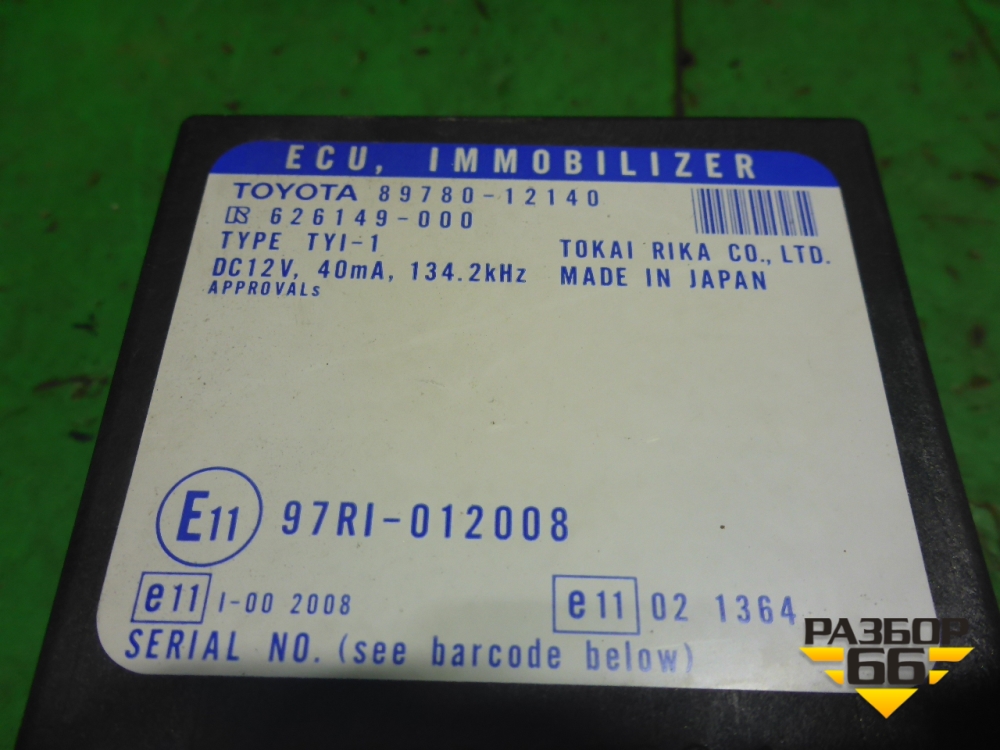 ECU, IMMOBILIZER
TOYOTA 89780-12140
R 626149-000
TYPE TYI-1
TOKAI RIKA CO., LTD.
DC12V, 40mA, 134.2kHz
MADE IN JAPAN
APPROVALs
E11 97RI-012008
e11 I-00 2008
e11 02 1364
SERIAL NO. (see barcode below)
РАЗБОР
66